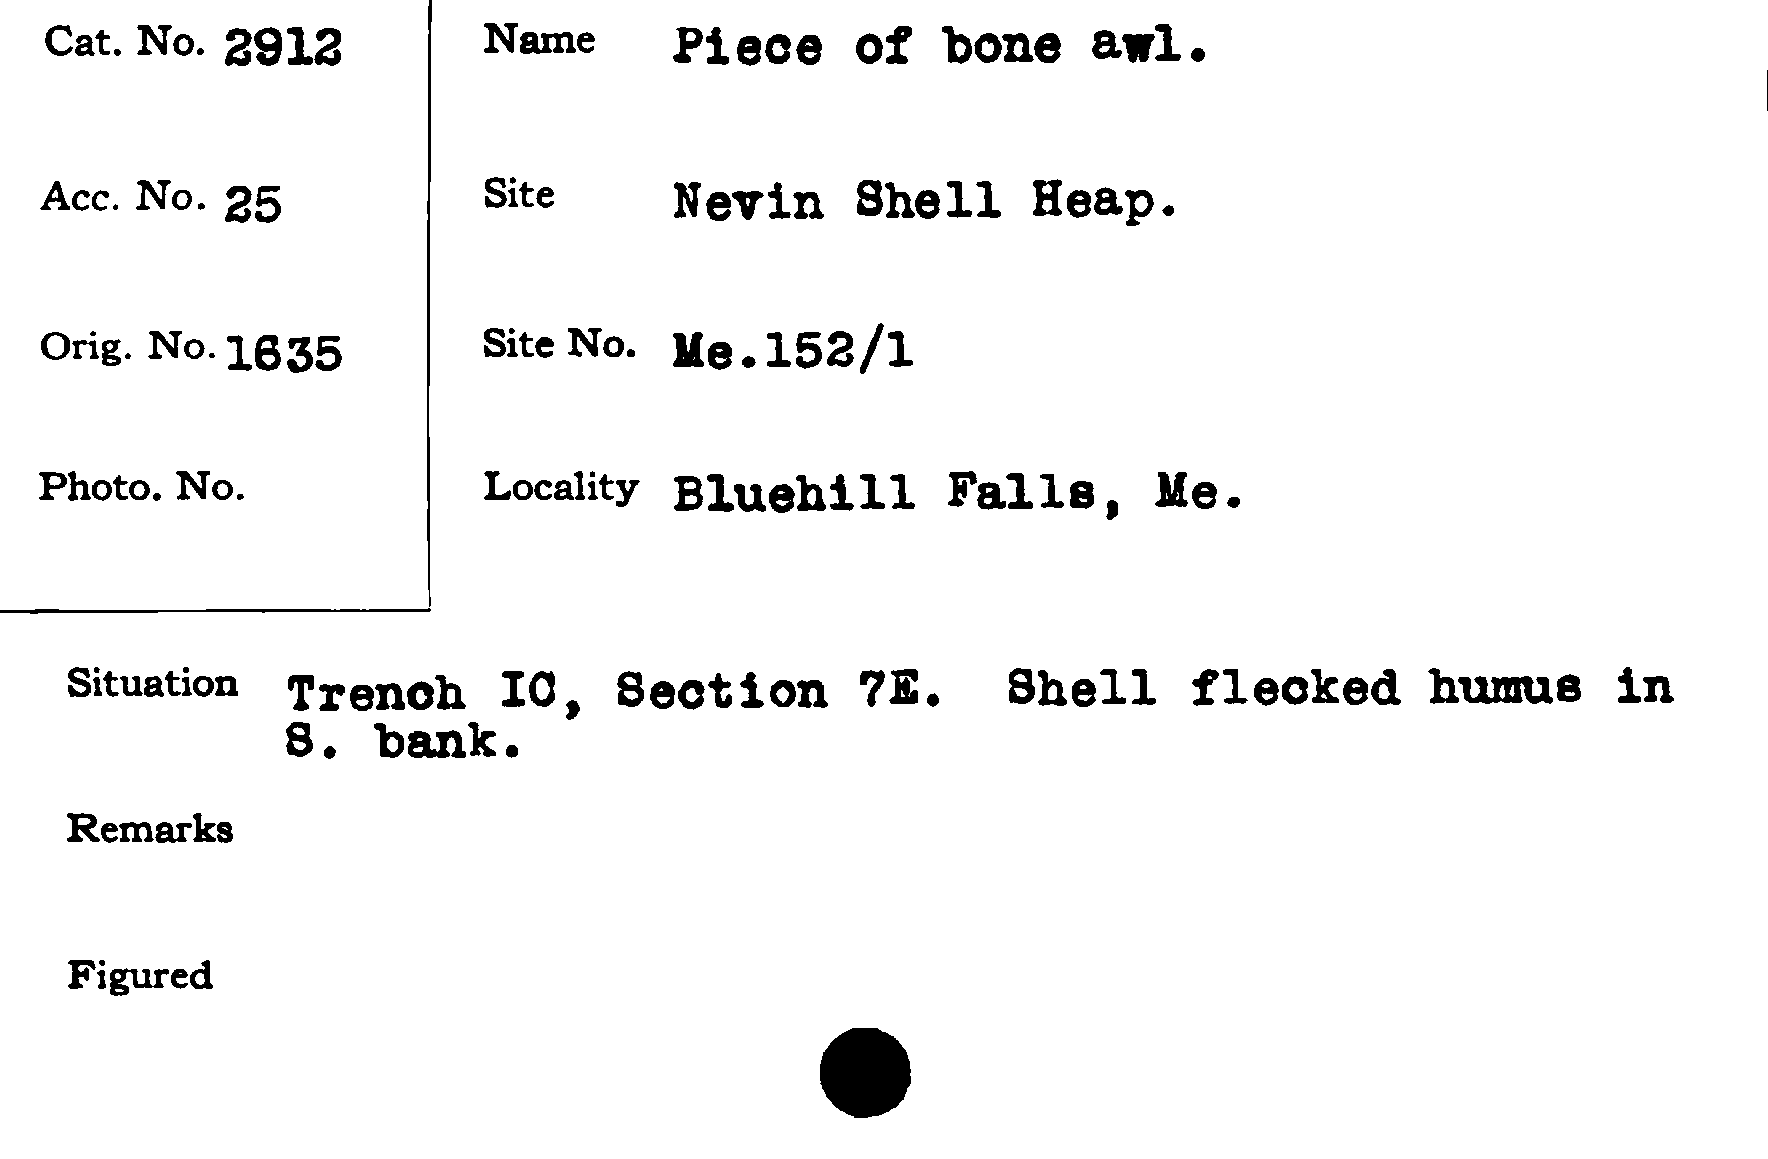 Cat. No. 2912
Name Piece of bone awl.
Acc. No. 25
Site Nevin Shell Heap.
Orig. No. 1635
Site No. Me.152/1
Photo. No.
Locality Bluehill Falls, Me.
Situation Trench IC, Section 7E. Shell flecked humus in
S. bank.
Remarks
Figured